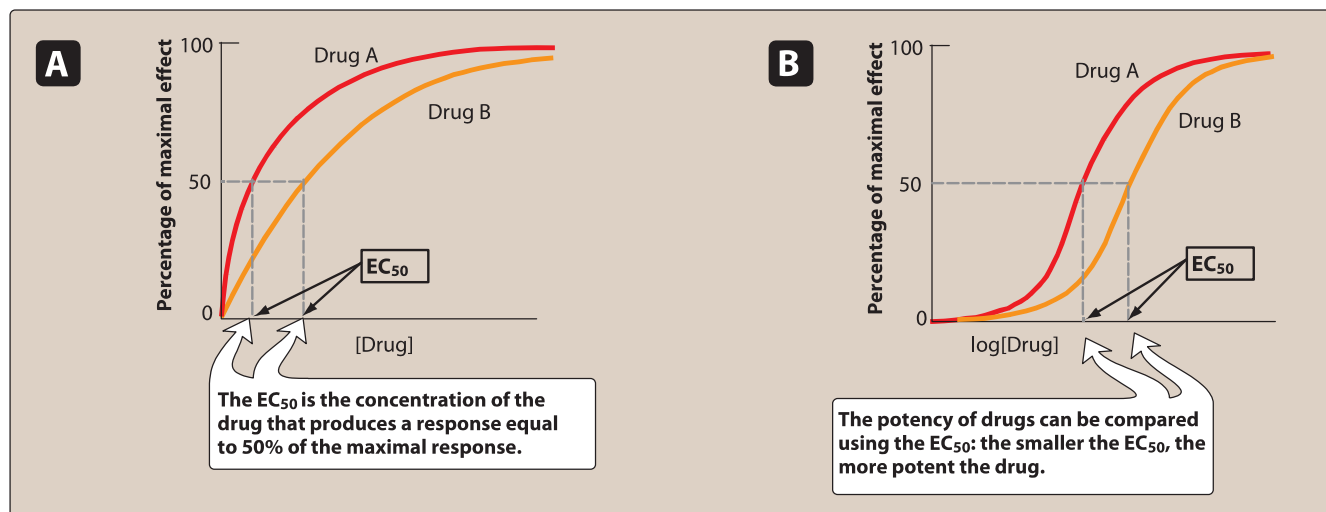 A
Percentage of maximal effect
100
50
0
Drug A
Drug B
EC₅₀
[Drug]
The EC₅₀ is the concentration of the
drug that produces a response equal
to 50% of the maximal response.
B
Percentage of maximal effect
100
50
0
Drug A
Drug B
EC₅₀
log[Drug]
The potency of drugs can be compared
using the EC₅₀: the smaller the EC₅₀, the
more potent the drug.